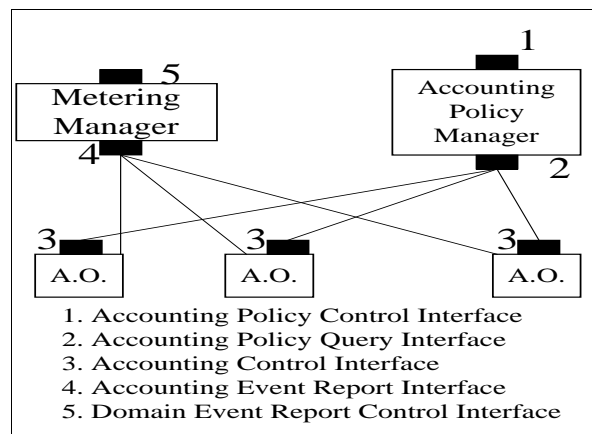 1
5
Metering
Manager
Accounting
Policy
Manager
4
2
3
3
3
A.O.
A.O.
A.O.
1. Accounting Policy Control Interface
2. Accounting Policy Query Interface
3. Accounting Control Interface
4. Accounting Event Report Interface
5. Domain Event Report Control Interface